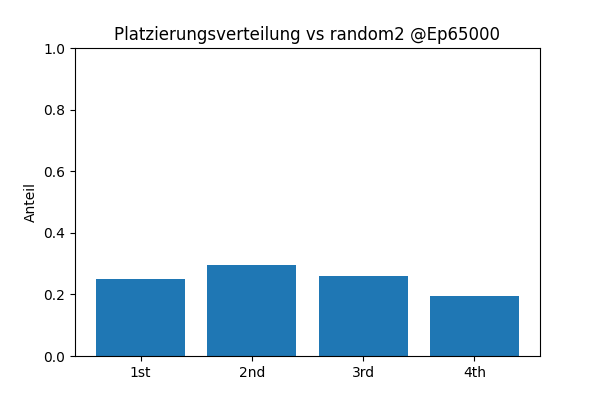 Platzierungsverteilung vs random2 @Ep65000
1.0
0.8
0.6
0.4
0.2
0.0
Anteil
1st
2nd
3rd
4th